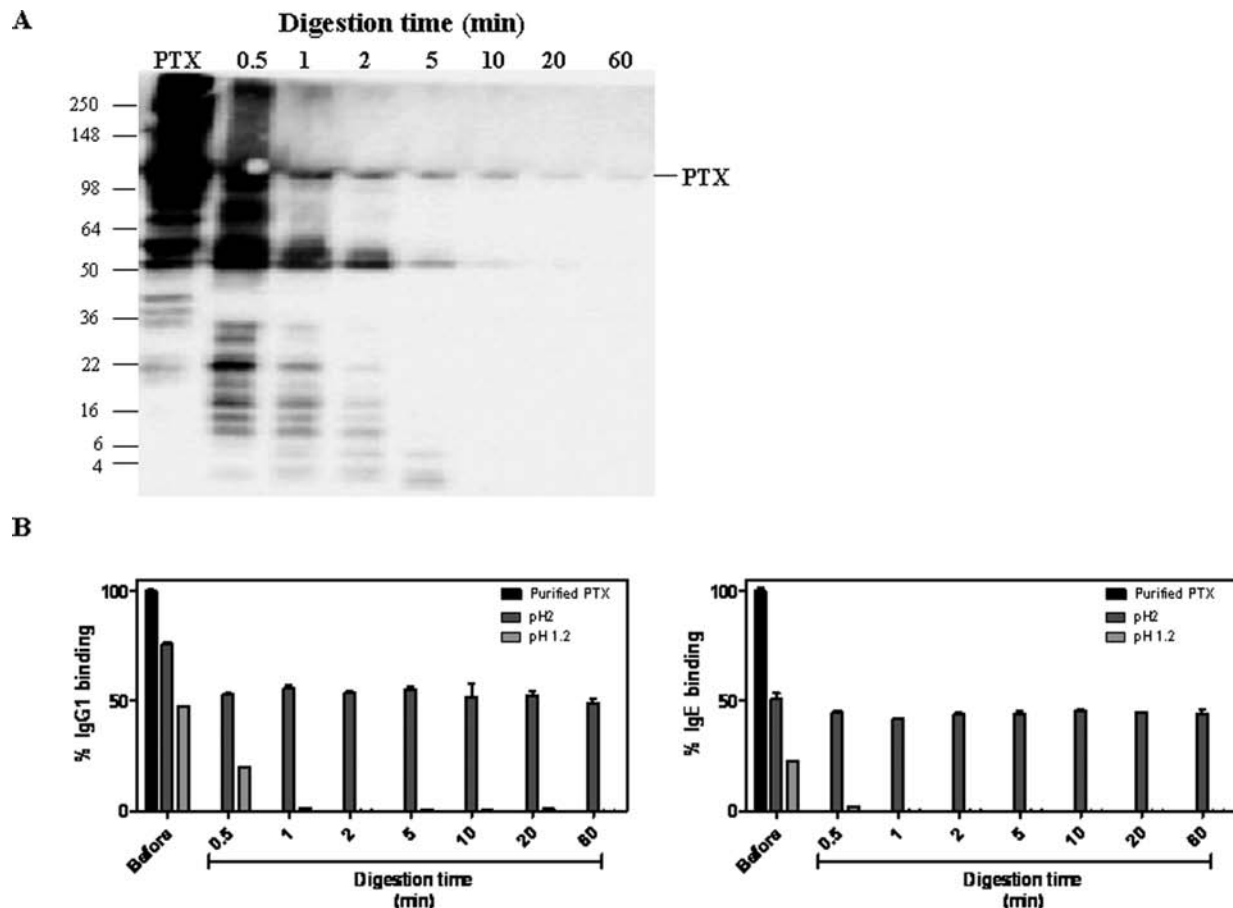 A
Digestion time (min)
PTX 0.5 1 2 5 10 20 60
250
148
98
64
50
36
22
16
6
4
PTX
B
% IgG1 binding
100
50
0
Purified PTX
pH2
pH 1.2
Before 0.5 1 2 5 10 20 60
Digestion time
(min)
% IgE binding
100
50
0
Purified PTX
pH2
pH 1.2
Before 0.5 1 2 5 10 20 60
Digestion time
(min)